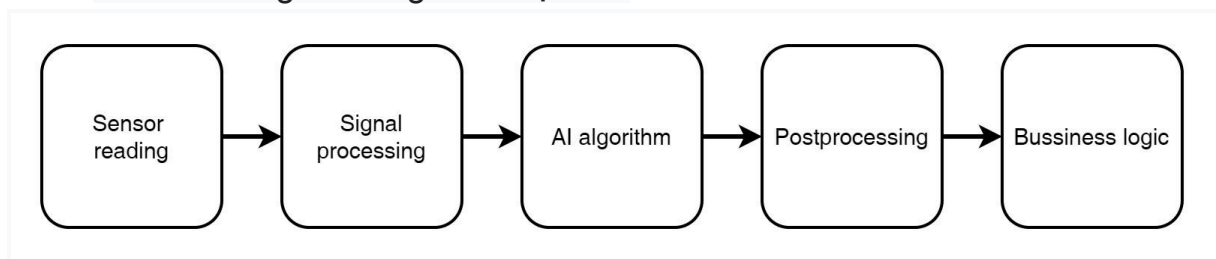 Sensor
reading
Signal
processing
AI algorithm
Postprocessing
Bussiness logic